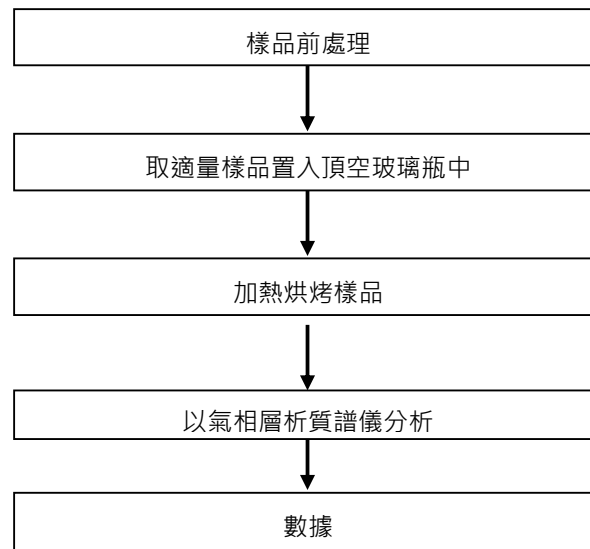 樣品前處理
取適量樣品置入頂空玻璃瓶中
加熱烘烤樣品
以氣相層析質譜儀分析
數據